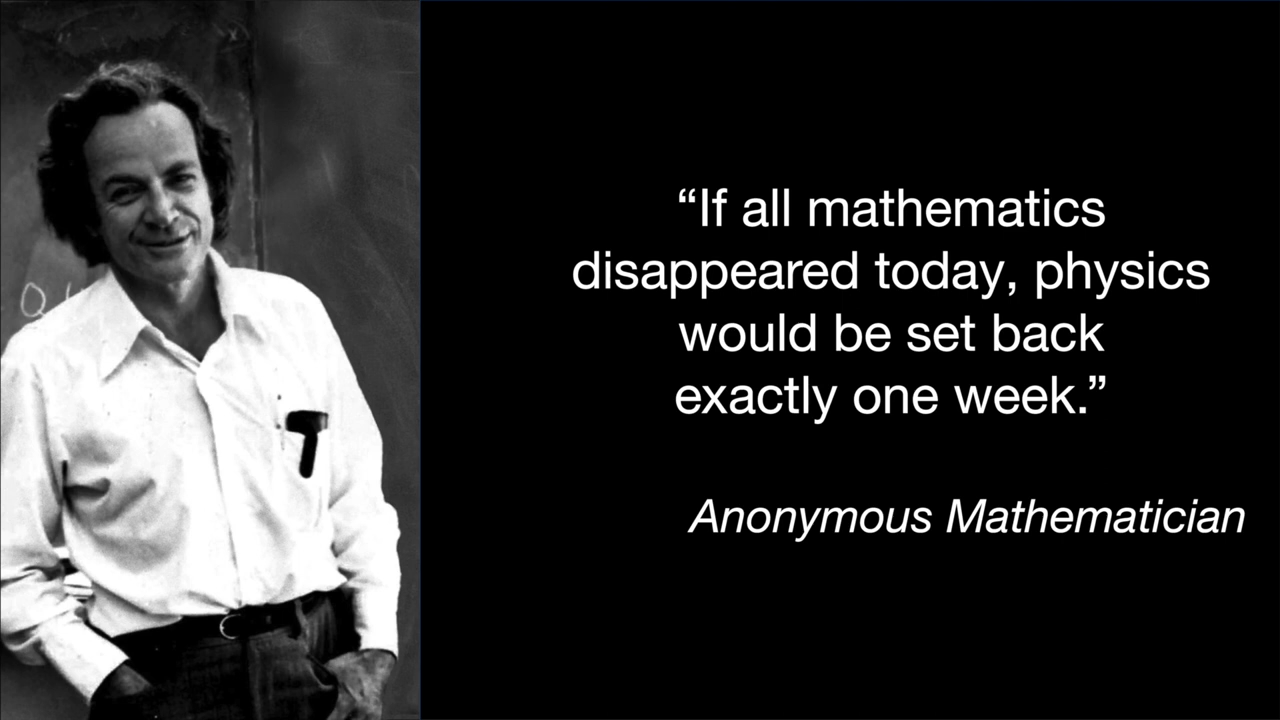 “If all mathematics
disappeared today, physics
would be set back
exactly one week.”
Anonymous Mathematician